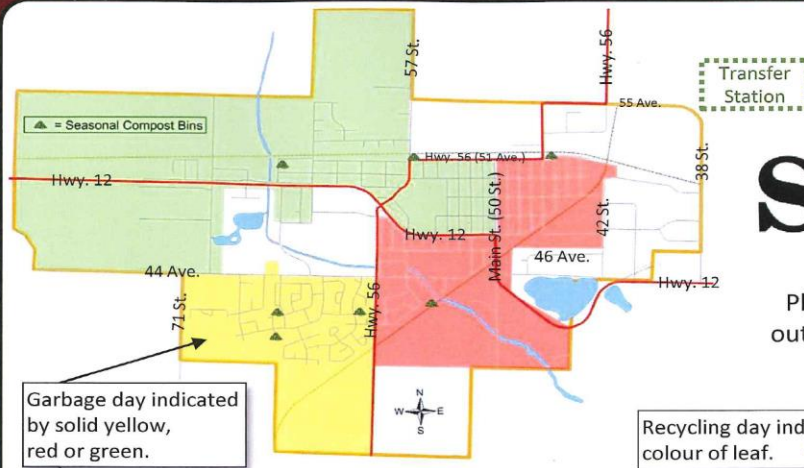 57 St.
Hwy. 56
Transfer
Station
55 Ave.
= Seasonal Compost Bins
Hwy. 56 (51 Ave.)
38 St.
Hwy. 12
Main St. (50 St.)
42 St.
Hwy. 12
46 Ave.
44 Ave.
Hwy. 12
71 St.
Hwy. 56
Garbage day indicated
by solid yellow,
red or green.
N
W E
S
Recycling day ind
colour of leaf.
S
Pl
out